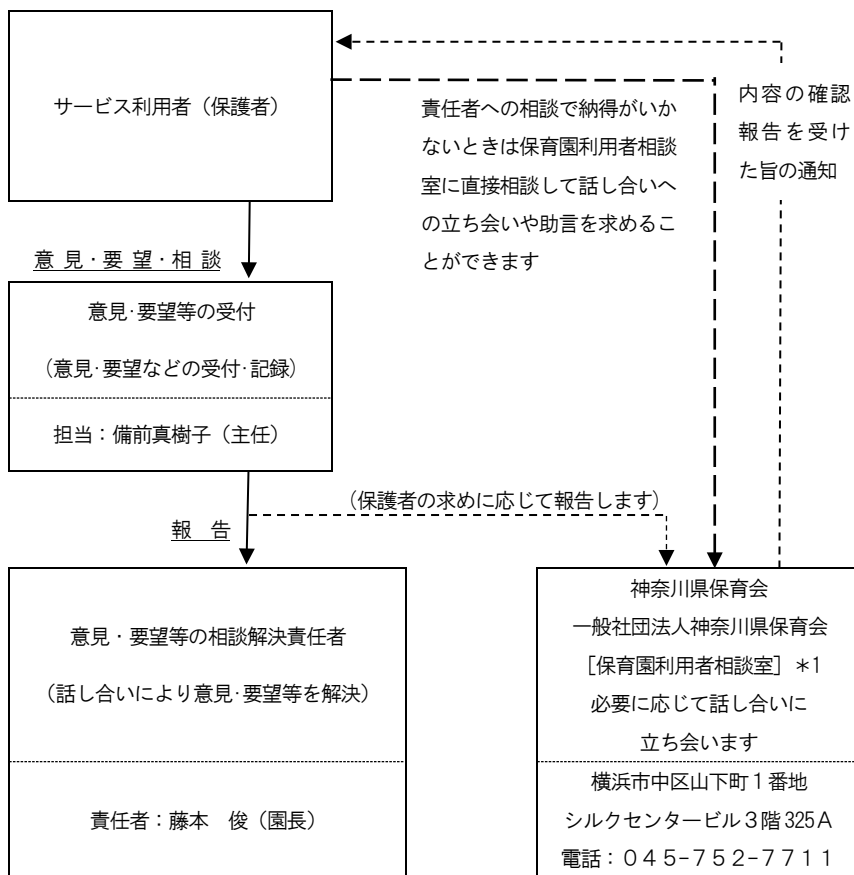 サービス利用者（保護者）
責任者への相談で納得がいか
ないときは保育園利用者相談
室に直接相談して話し合いへ
の立ち会いや助言を求めるこ
とができます
内容の確認
報告を受け
た旨の通知
意見・要望・相談
意見･要望等の受付
（意見･要望などの受付･記録）
担当：備前真樹子（主任）
（保護者の求めに応じて報告します）
報　告
意見・要望等の相談解決責任者
（話し合いにより意見･要望等を解決）
責任者：藤本　俊（園長）
神奈川県保育会
一般社団法人神奈川県保育会
［保育園利用者相談室］＊1
必要に応じて話し合いに
立ち会います
横浜市中区山下町１番地
シルクセンタービル３階 325Ａ
電話：０４５−７５２−７７１１